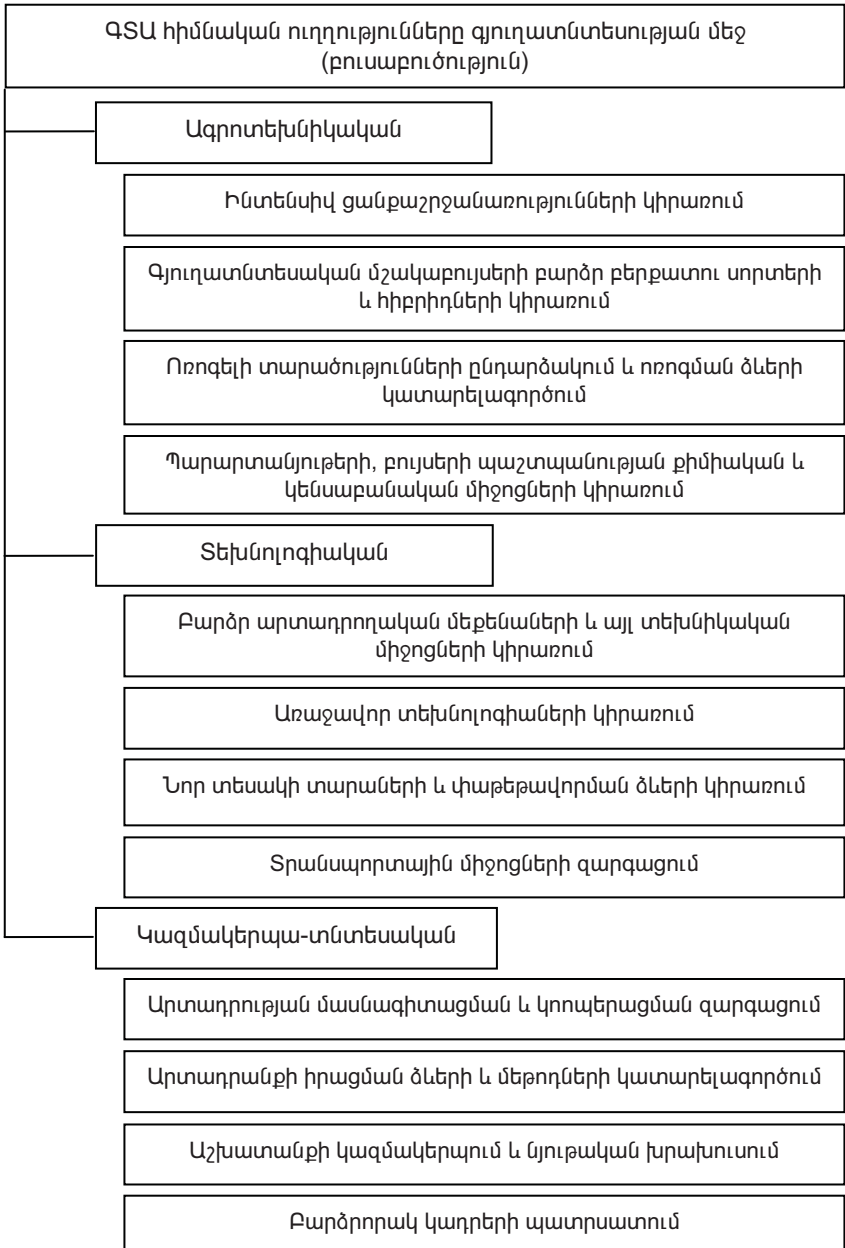 ԳՏԱ հիմնական ուղղությունները գյուղատնտեսության մեջ
(բուսաբուծություն)
Ագրոտեխնիկական
Ինտենսիվ ցանքաշրջանառությունների կիրառում
Գյուղատնտեսական մշակաբույսերի բարձր բերքատու սորտերի
և հիբրիդների կիրառում
Ոռոգելի տարածությունների ընդարձակում և ոռոգման ձևերի
կատարելագործում
Պարարտանյութերի, բույսերի պաշտպանության քիմիական և
կենսաբանական միջոցների կիրառում
Տեխնոլոգիական
Բարձր արտադրողական մեքենաների և այլ տեխնիկական
միջոցների կիրառում
Առաջավոր տեխնոլոգիաների կիրառում
Նոր տեսակի տարաների և փաթեթավորման ձևերի կիրառում
Տրանսպորտային միջոցների զարգացում
Կազմակերպա-տնտեսական
Արտադրության մասնագիտացման և կոոպերացման զարգացում
Արտադրանքի իրացման ձևերի և մեթոդների կատարելագործում
Աշխատանքի կազմակերպում և նյութական խրախուսում
Բարձրորակ կադրերի պատրսատում